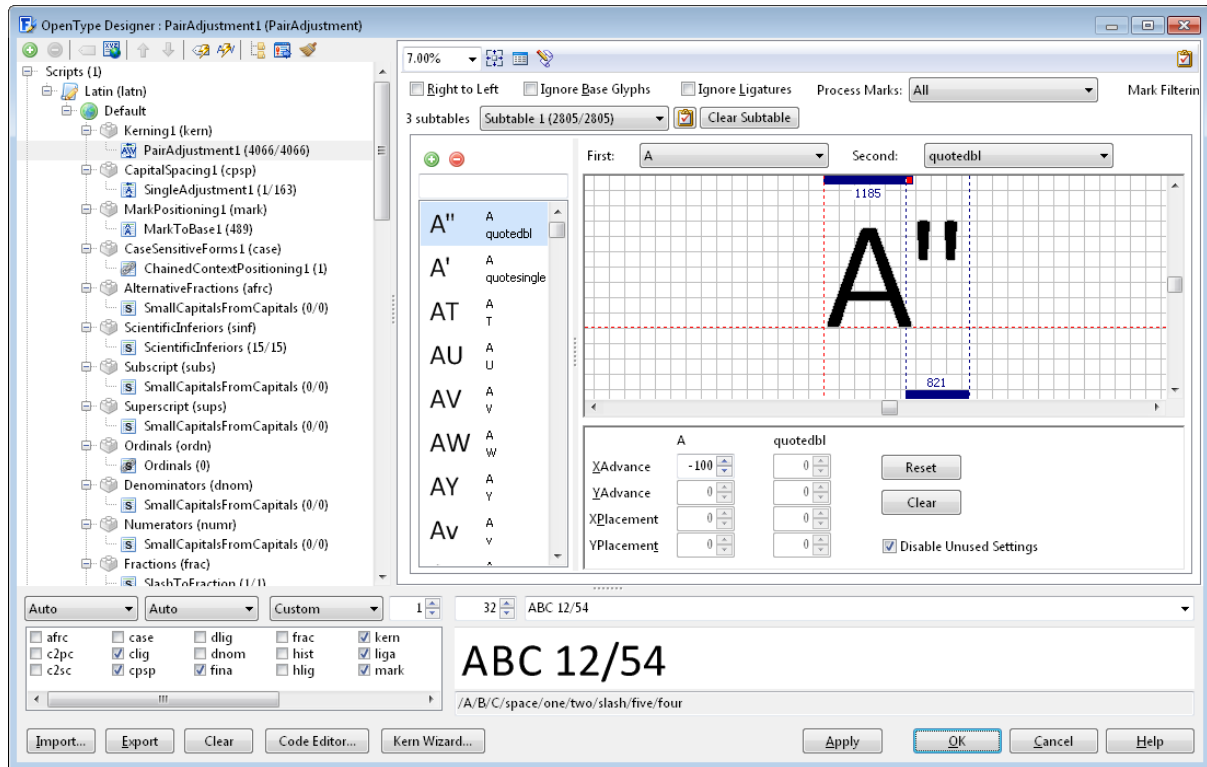 OpenType Designer : PairAdjustment1 (PairAdjustment)
7.00%
Right to Left Ignore Base Glyphs Ignore Ligatures Process Marks: All Mark Filterin
3 subtables Subtable 1 (2805/2805) Clear Subtable
Scripts (1)
Latin (latn)
Default
Kerning1 (kern)
PairAdjustment1 (4066/4066)
CapitalSpacing1 (cpsp)
SingleAdjustment1 (1/163)
MarkPositioning1 (mark)
MarkToBase1 (489)
CaseSensitiveForms1 (case)
ChainedContextPositioning1 (1)
AlternativeFractions (afrc)
SmallCapitalsFromCapitals (0/0)
ScientificInferiors (sinf)
ScientificInferiors (15/15)
Subscript (subs)
SmallCapitalsFromCapitals (0/0)
Superscript (sups)
SmallCapitalsFromCapitals (0/0)
Ordinals (ordn)
Ordinals (0)
Denominators (dnom)
SmallCapitalsFromCapitals (0/0)
Numerators (numr)
SmallCapitalsFromCapitals (0/0)
Fractions (frac)
SlashToFraction (1/1)
First: A Second: quotedbl
A" A
quotedbl
A' A
quotesingle
AT A
T
AU A
U
AV A
V
AW A
W
AY A
Y
Av A
v
1185
A"
821
A quotedbl
XAdvance -100 0 Reset
YAdvance 0 0 Clear
XPlacement 0 0
YPlacement 0 0 Disable Unused Settings
Auto Auto Custom 1 32 ABC 12/54
afrc case dlig frac kern
c2pc clig dnom hist liga
c2sc cpsp fina hlig mark
ABC 12/54
/A/B/C/space/one/two/slash/five/four
Import... Export Clear Code Editor... Kern Wizard... Apply OK Cancel Help